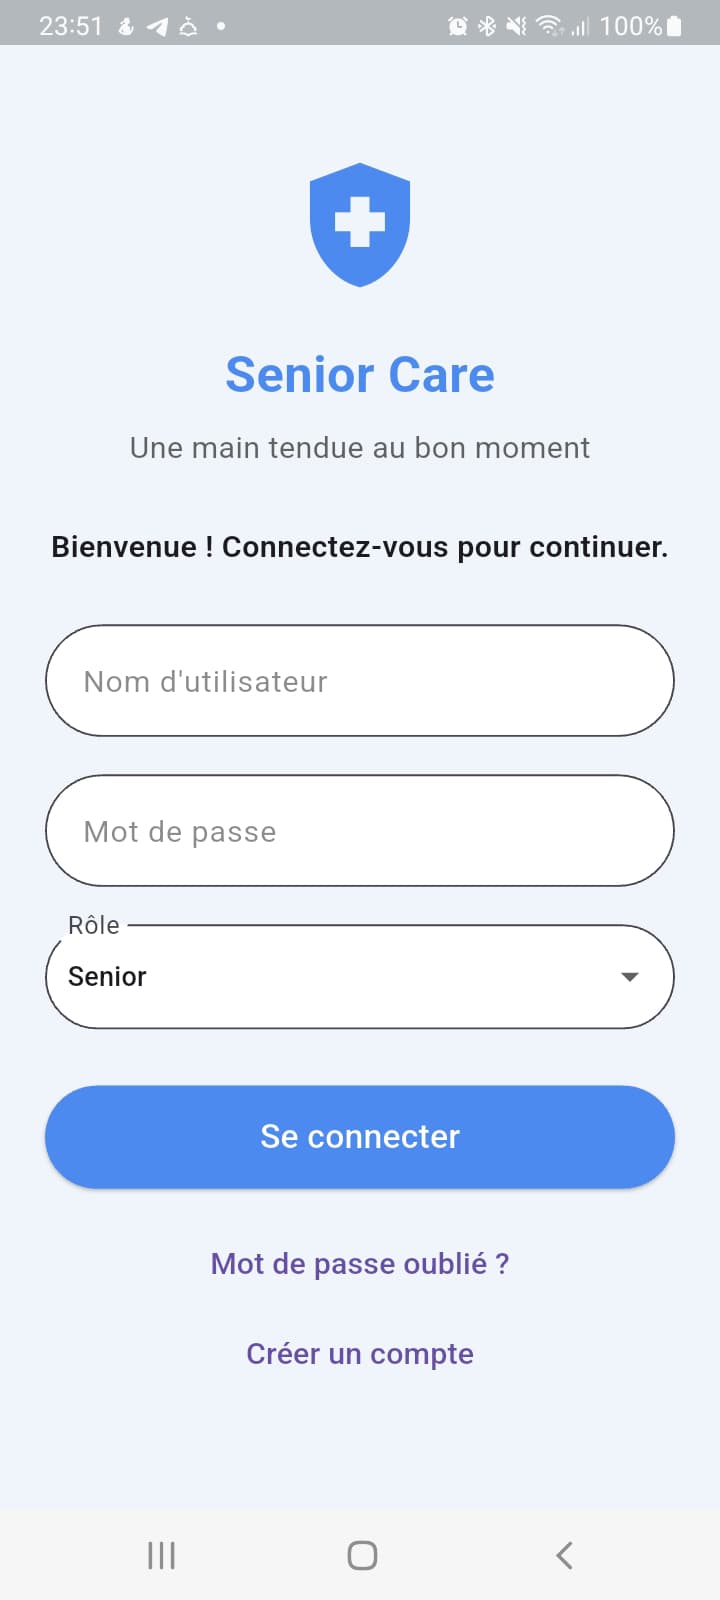 23:51
100%
Senior Care
Une main tendue au bon moment
Bienvenue ! Connectez-vous pour continuer.
Nom d'utilisateur
Mot de passe
Rôle
Senior
Se connecter
Mot de passe oublié ?
Créer un compte